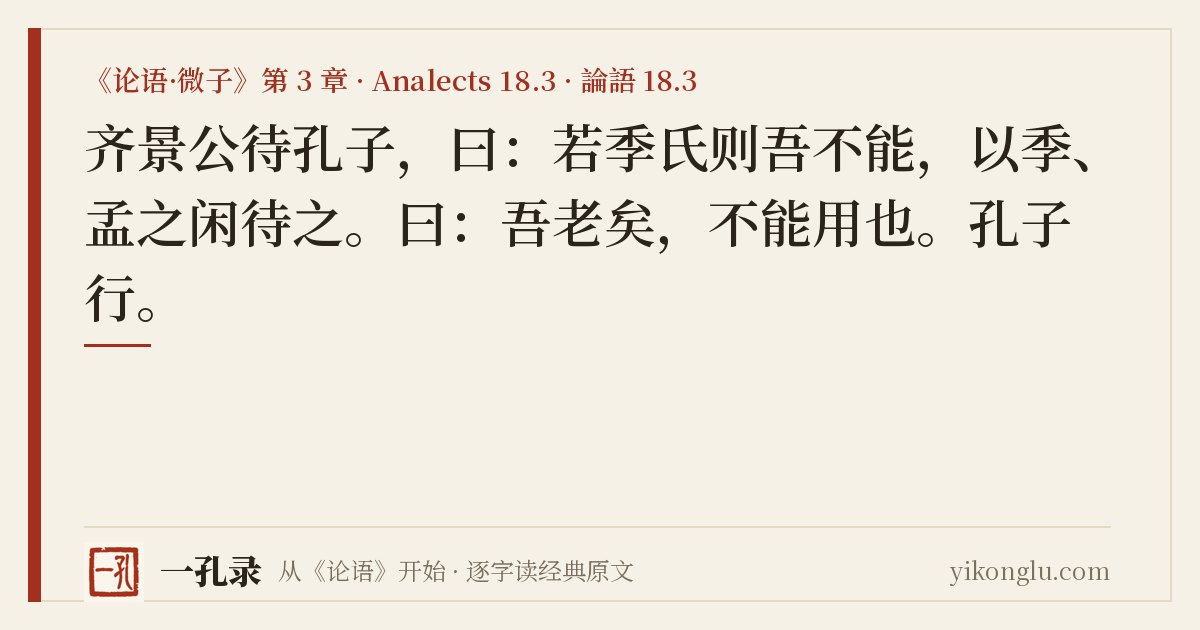 《论语·微子》第 3 章 · Analects 18.3 · 論語 18.3
齐景公待孔子，曰：若季氏则吾不能，以季、
孟之闲待之。曰：吾老矣，不能用也。孔子
行。
一孔
一孔录 从《论语》开始 · 逐字读经典原文 yikonglu.com